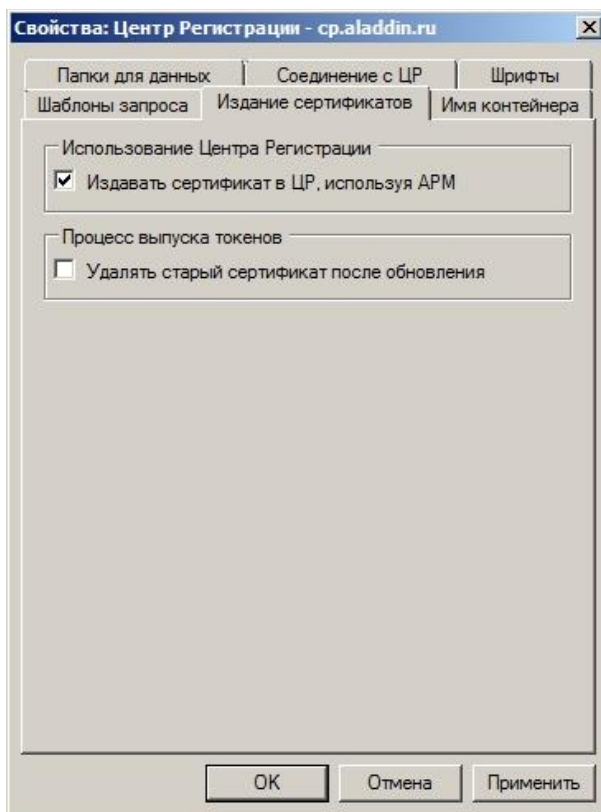 Свойства: Центр Регистрации - cp.aladdin.ru
Папки для данных
Соединение с ЦР
Шрифты
Шаблоны запроса
Издание сертификатов
Имя контейнера
Использование Центра Регистрации
Издавать сертификат в ЦР, используя АРМ
Процесс выпуска токенов
Удалять старый сертификат после обновления
OK
Отмена
Применить